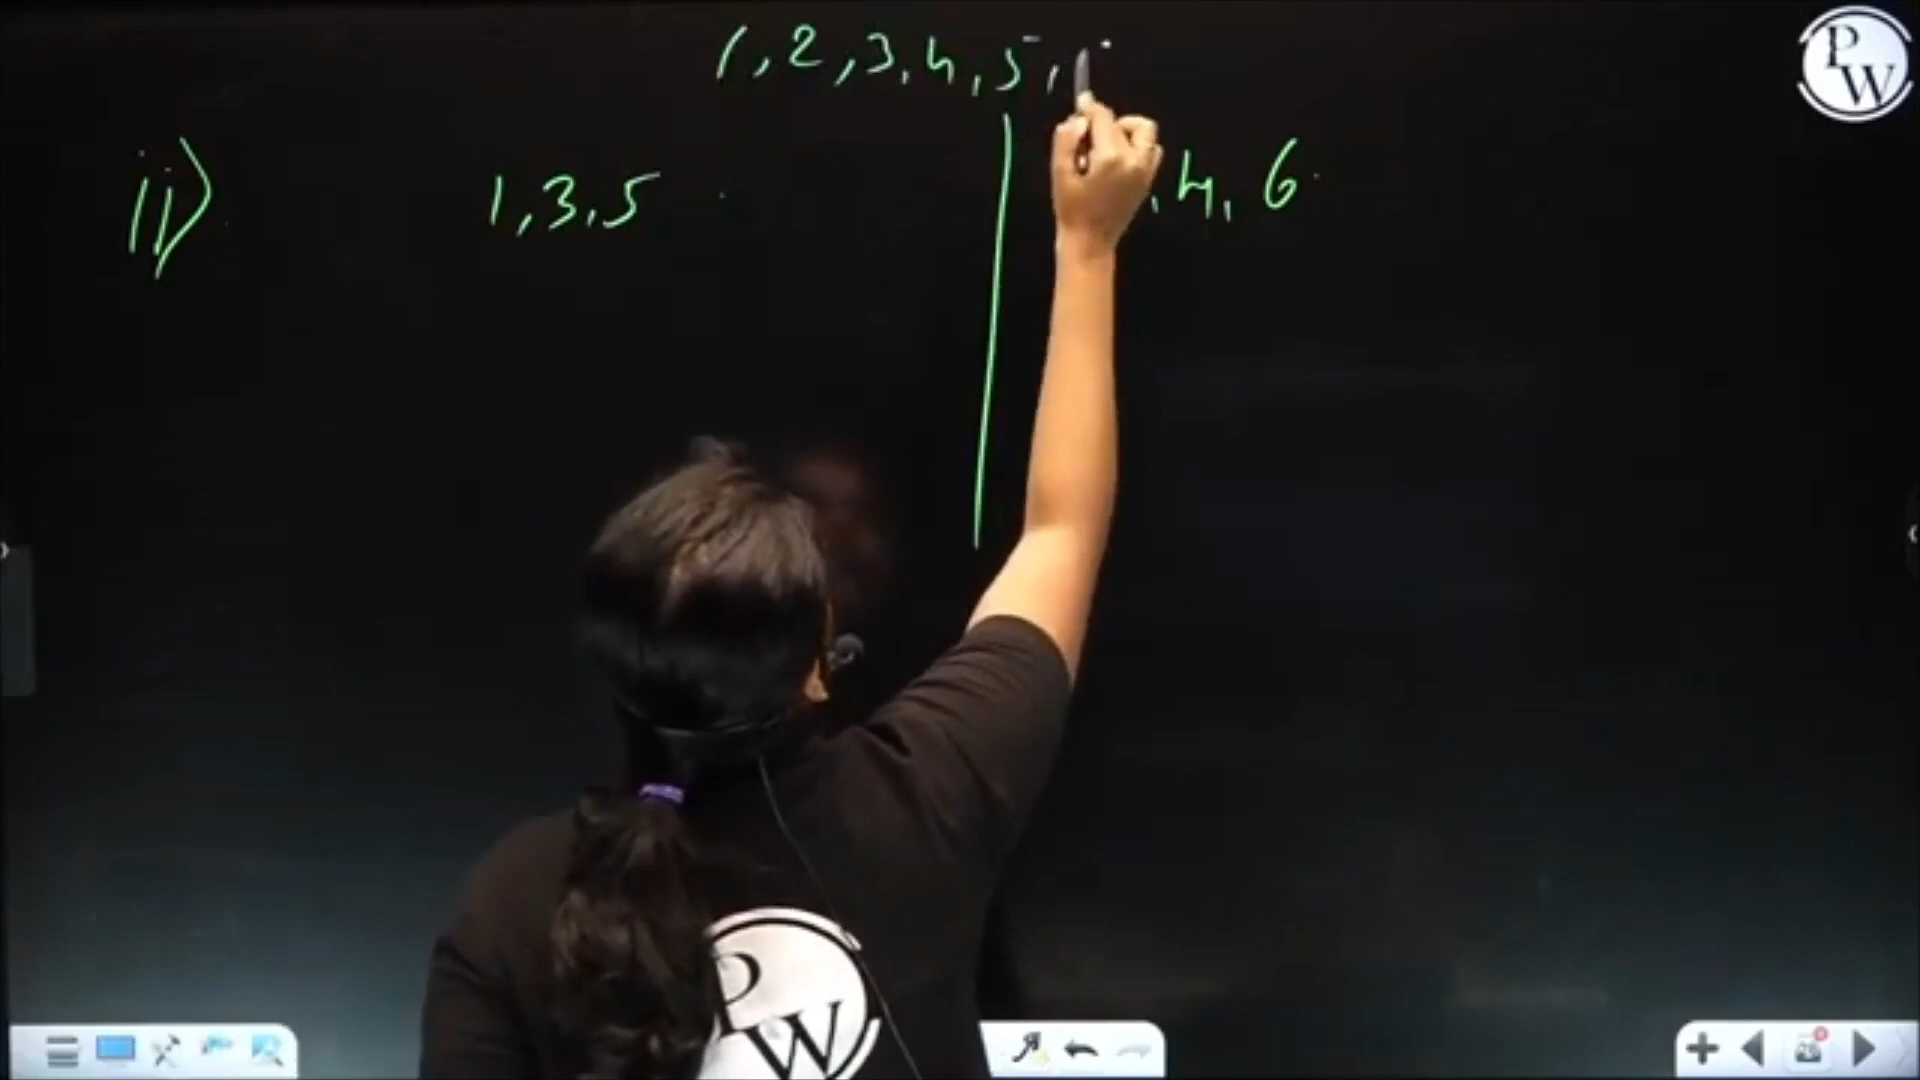 1, 2, 3, 4, 5,
ii) 1, 3, 5 , 4, 6
PW
PW